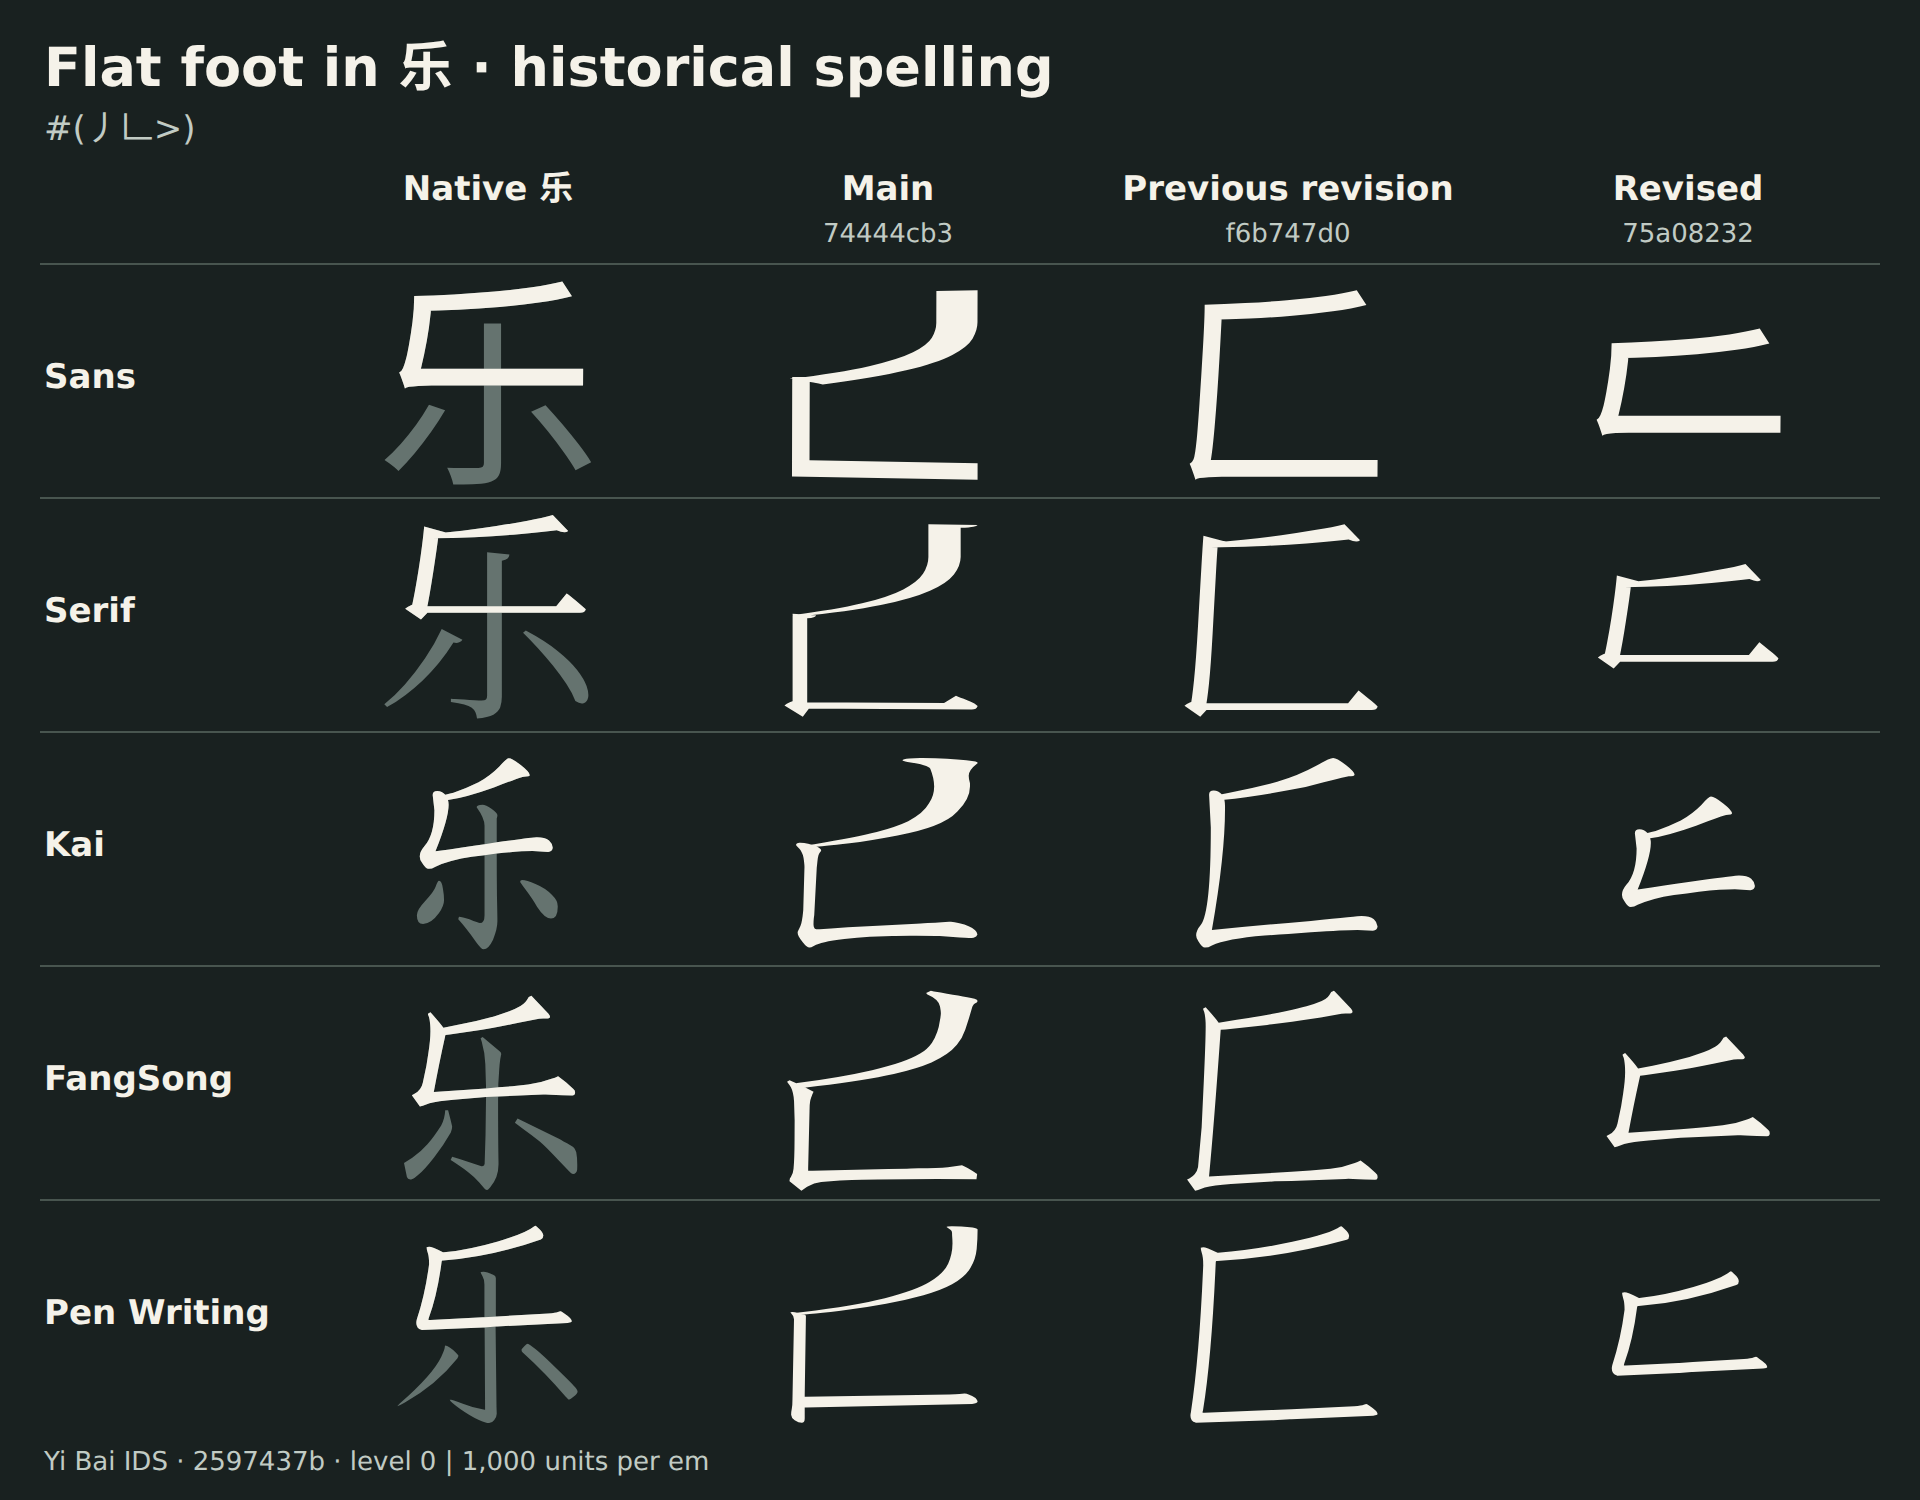 Flat foot in 乐 · historical spelling
#(丿𠃊>)
Native 乐 Main Previous revision Revised
74444cb3 f6b747d0 75a08232
Sans 乐
Serif 乐
Kai 乐
FangSong 乐
Pen Writing 乐
Yi Bai IDS · 2597437b · level 0 | 1,000 units per em